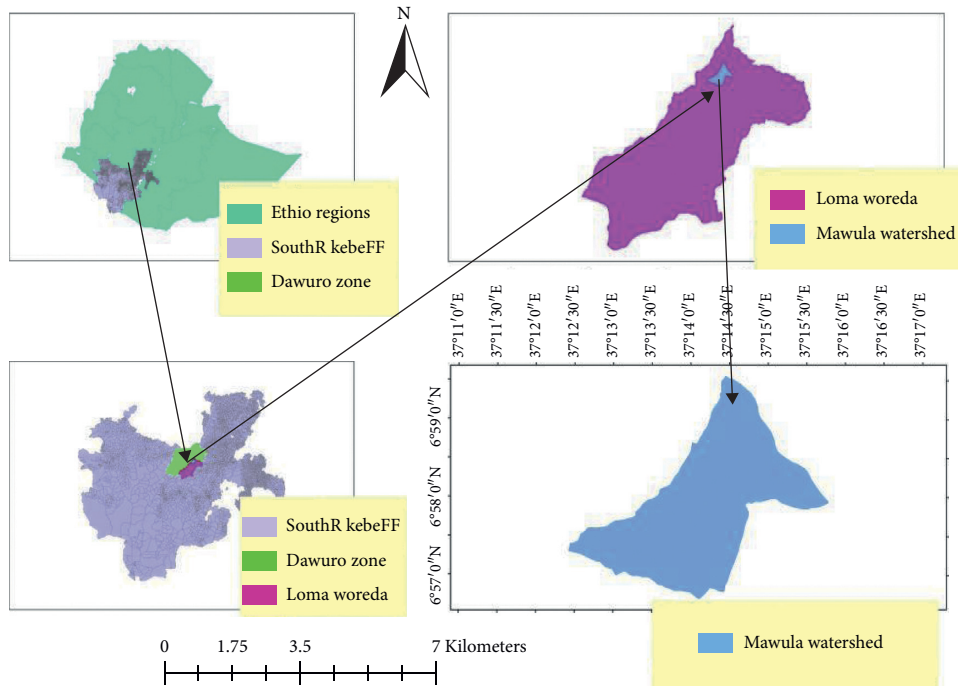 N
Ethio regions
SouthR kebeFF
Dawuro zone
Loma woreda
Mawula watershed
37°11′0″E
37°11′30″E
37°12′0″E
37°12′30″E
37°13′0″E
37°13′30″E
37°14′0″E
37°14′30″E
37°15′0″E
37°15′30″E
37°16′0″E
37°16′30″E
37°17′0″E
6°59′0″N
6°58′0″N
6°57′0″N
SouthR kebeFF
Dawuro zone
Loma woreda
Mawula watershed
0 1.75 3.5 7 Kilometers